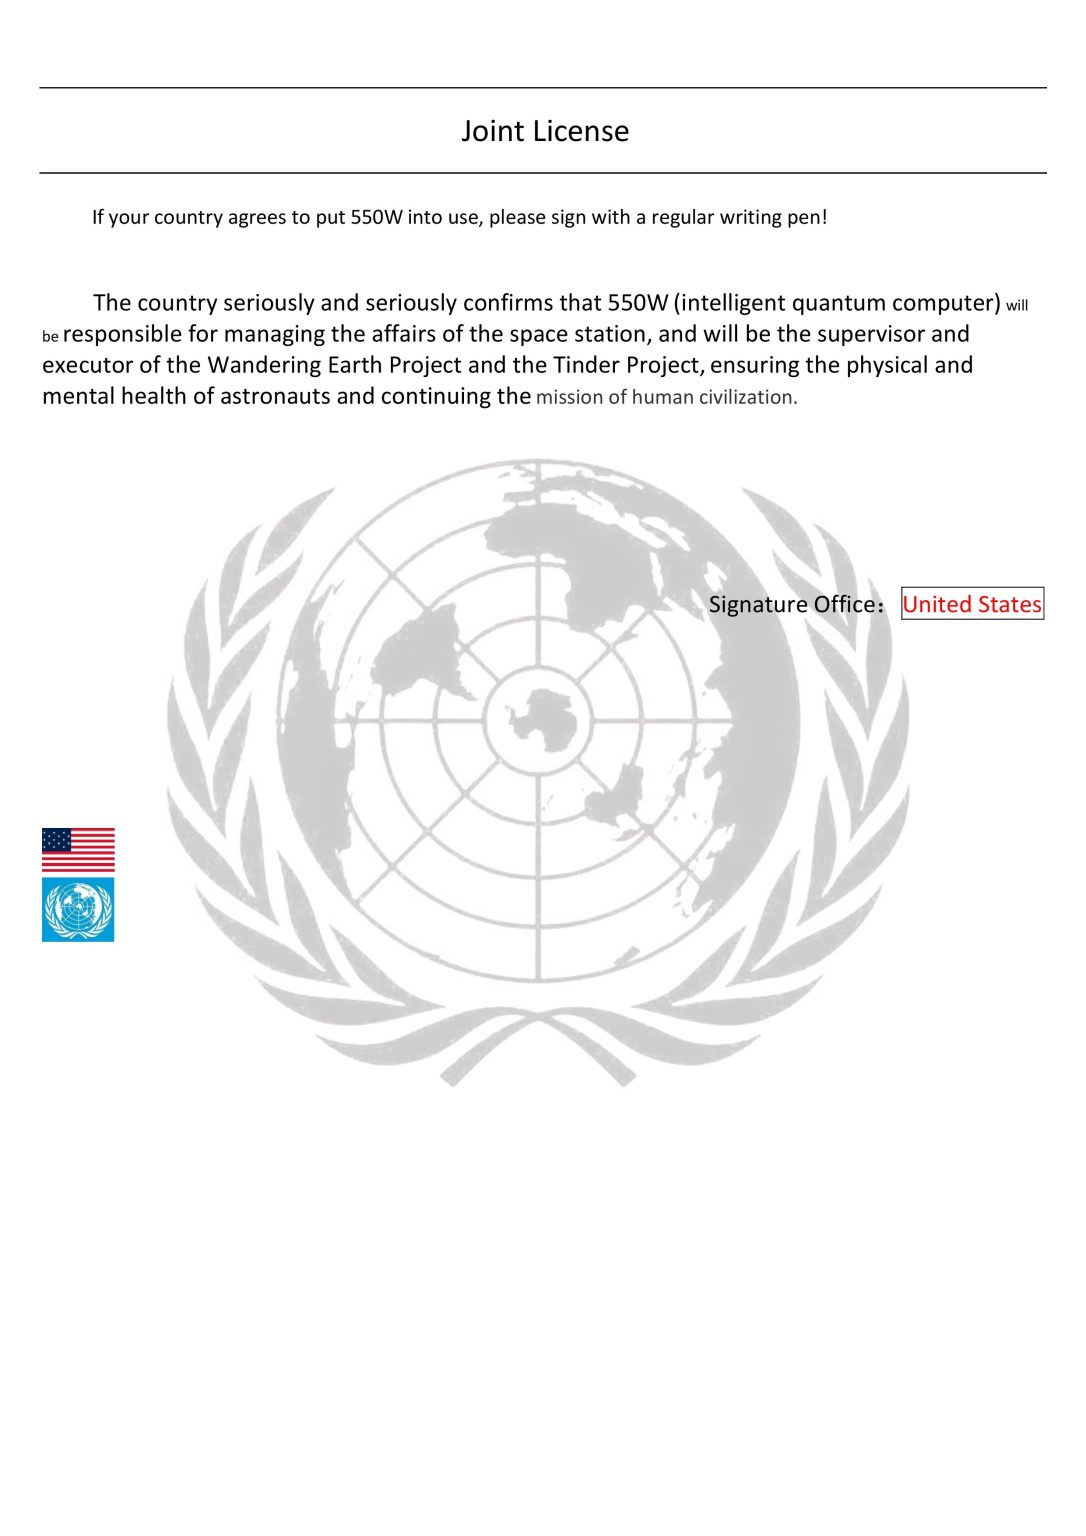 Joint License
If your country agrees to put 550W into use, please sign with a regular writing pen!
The country seriously and seriously confirms that 550W (intelligent quantum computer) will
be responsible for managing the affairs of the space station, and will be the supervisor and
executor of the Wandering Earth Project and the Tinder Project, ensuring the physical and
mental health of astronauts and continuing the mission of human civilization.
Signature Office： United States